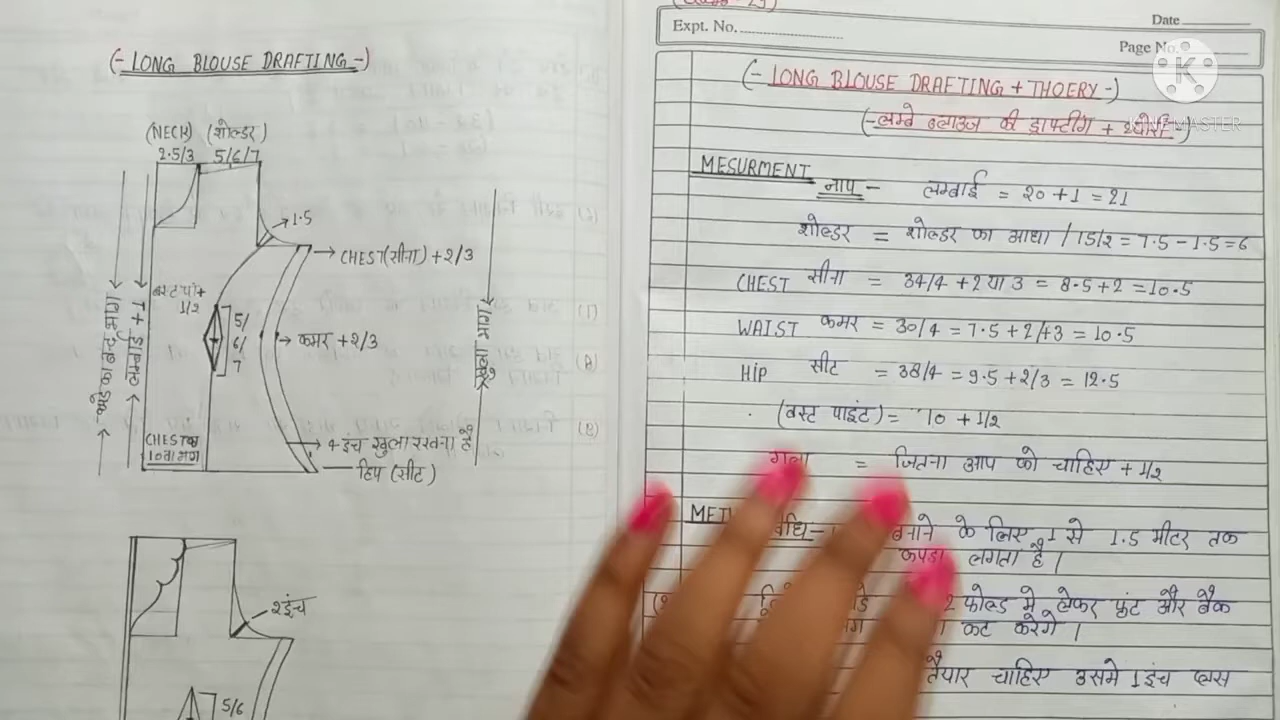 (- LONG BLOUSE DRAFTING -)
(NECK) (शोल्डर)
2.5/3 5/6/7
1.5
CHEST(सीना) + 2/3
बस्ट पो+
1/2
5/
6/
7
कमर + 2/3
लम्बाई + 1
CHEST का
4 इंच खुला रखना है
हिप (सीट)
2 इंच
5/6
Expt. No.
Date
Page No.
KINEMASTER
(- LONG BLOUSE DRAFTING + THOERY -)
(- लम्बे ब्लाउज की ड्राफ्टींग + थ्योरी -)
MESURMENT
नाप - लम्बाई = 20 + 1 = 21
शोल्डर = शोल्डर का आधा / 15/2 = 7.5 - 1.5 = 6
CHEST सीना = 34/4 + 2 या 3 = 8.5 + 2 = 10.5
WAIST कमर = 30/4 = 7.5 + 2/+3 = 10.5
HIP सीट = 38/4 = 9.5 + 2/3 = 12.5
(बस्ट पाइंट) = 10 + 1/2
गला = जितना आप को चाहिए + 1/2
बनाने के लिए 1 से 1.5 मीटर तक
कपडा लगता है।
2 फोल्ड मे लेकर फ्रंट और बैक
कट करेगे।
तैयार चाहिए उसमे 1 इंच प्लस